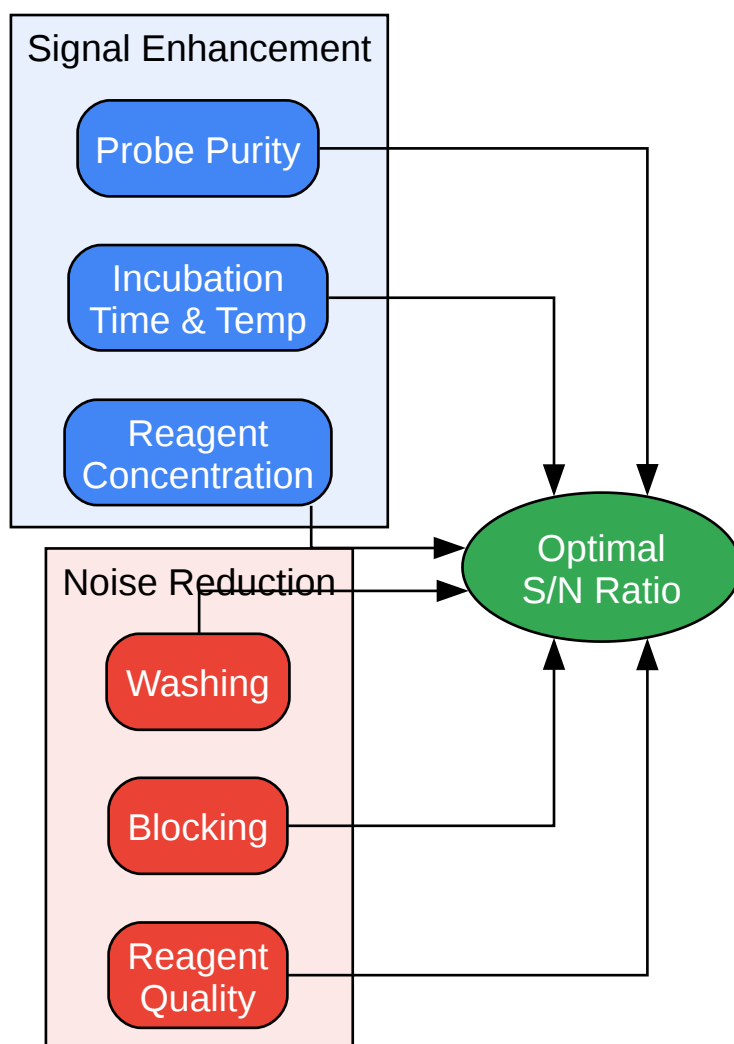 Signal Enhancement
Probe Purity
Incubation
Time & Temp
Reagent
Concentration
Optimal
S/N Ratio
Noise Reduction
Washing
Blocking
Reagent
Quality